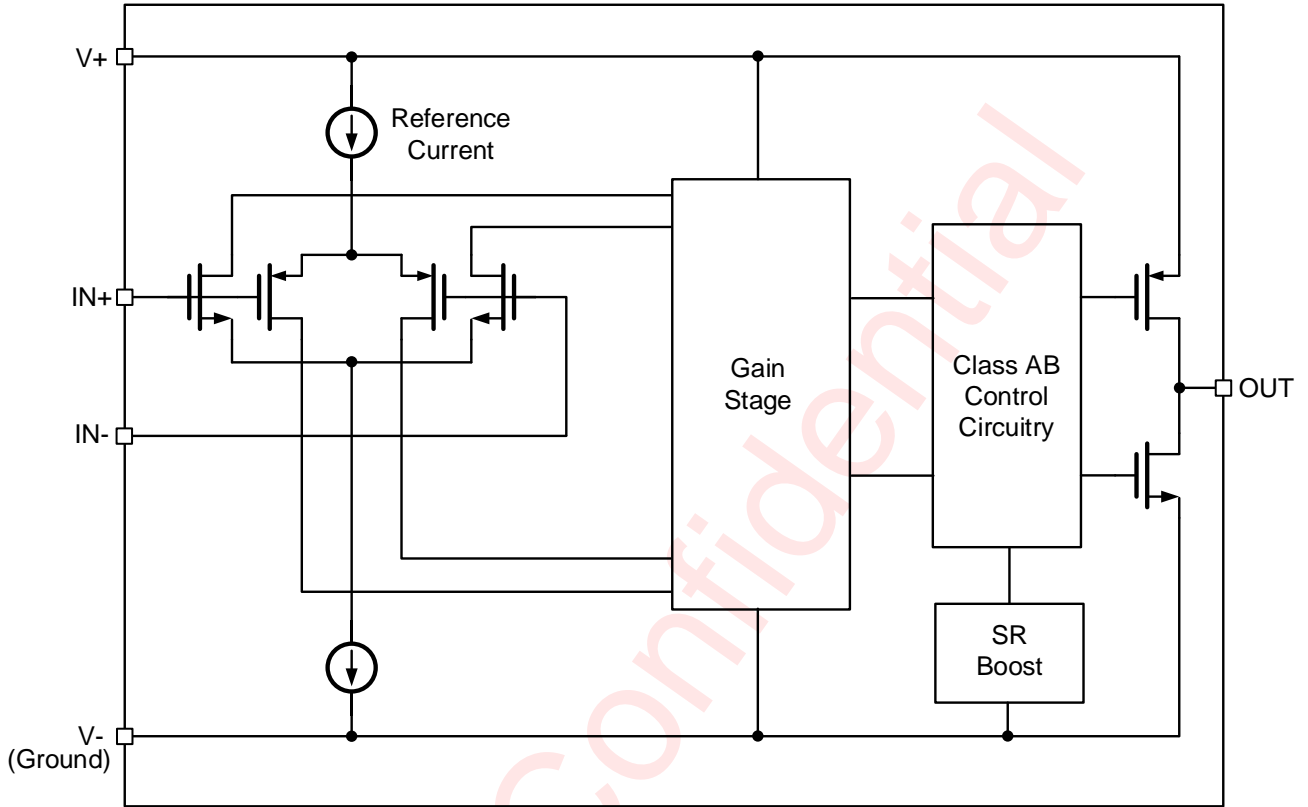 V+
Reference
Current
IN+
IN-
Gain
Stage
Class AB
Control
Circuitry
OUT
SR
Boost
V-
(Ground)
Confidential